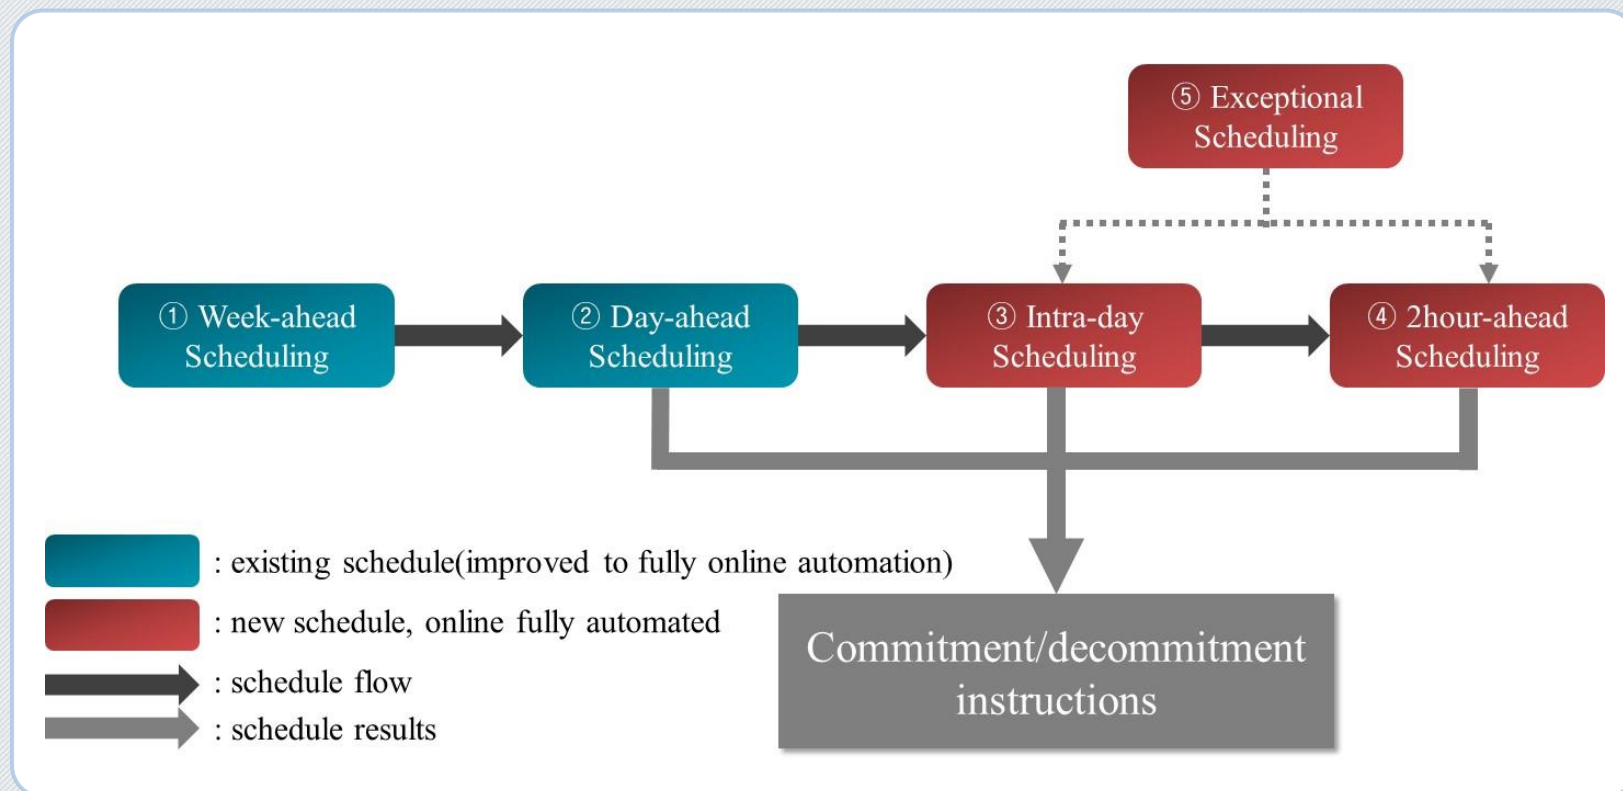 ⑤ Exceptional
Scheduling
① Week-ahead
Scheduling
② Day-ahead
Scheduling
③ Intra-day
Scheduling
④ 2hour-ahead
Scheduling
: existing schedule(improved to fully online automation)
: new schedule, online fully automated
: schedule flow
: schedule results
Commitment/decommitment
instructions